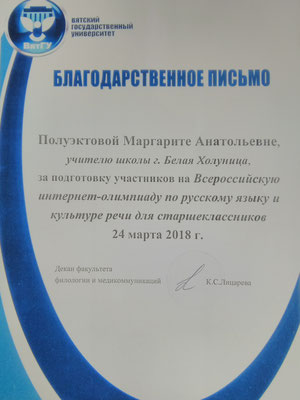 ВятГУ
ВЯТСКИЙ
ГОСУДАРСТВЕННЫЙ
УНИВЕРСИТЕТ
БЛАГОДАРСТВЕННОЕ ПИСЬМО
Полуэктовой Маргарите Анатольевне,
учителю школы г. Белая Холуница,
за подготовку участников на Всероссийскую
интернет-олимпиаду по русскому языку и
культуре речи для старшеклассников
24 марта 2018 г.
Декан факультета
филологии и медиакоммуникаций
К.С.Лицарева